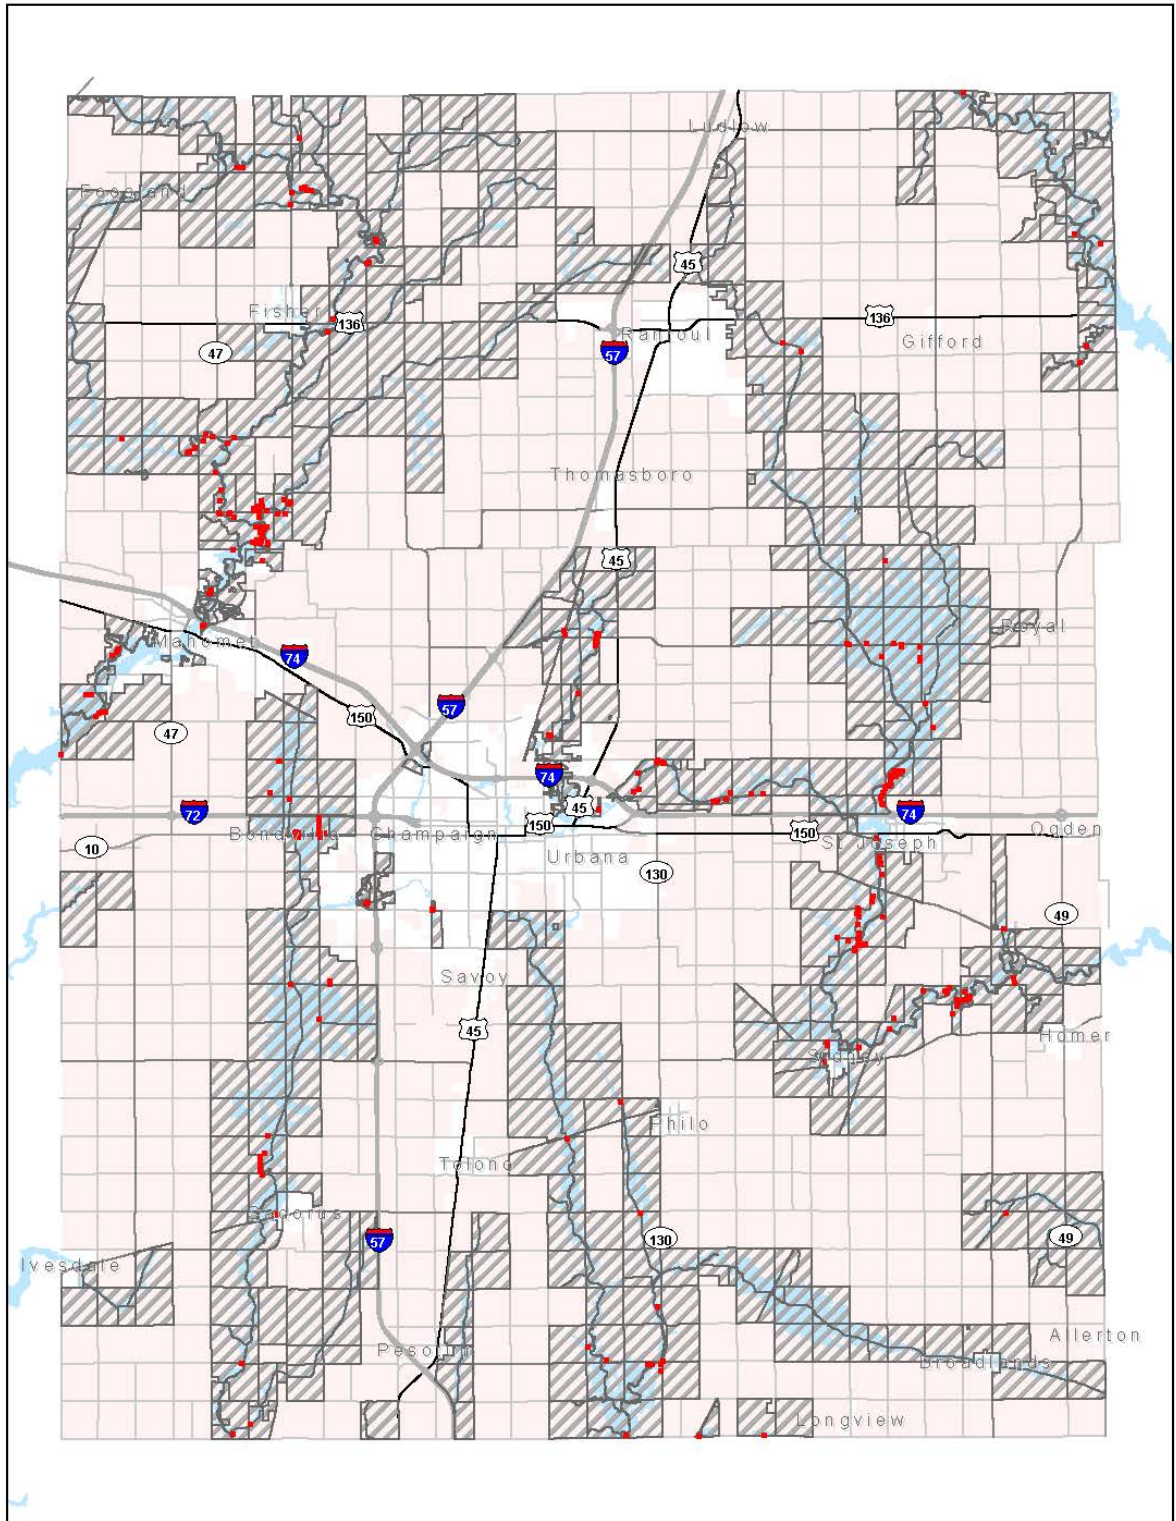 Ludlow
Foosland
45
Fisher
136
136
47
Rantoul
Gifford
57
Thomasboro
45
Royal
Mahomet
74
57
150
47
74
72
45
74
Bondville
Champaign
150
150
Ogden
10
Urbana
St. Joseph
130
49
Savoy
45
Homer
Sidney
Philo
Tolono
Sadorus
57
130
49
Ivesdale
Allerton
Pesotum
Broadlands
Longview